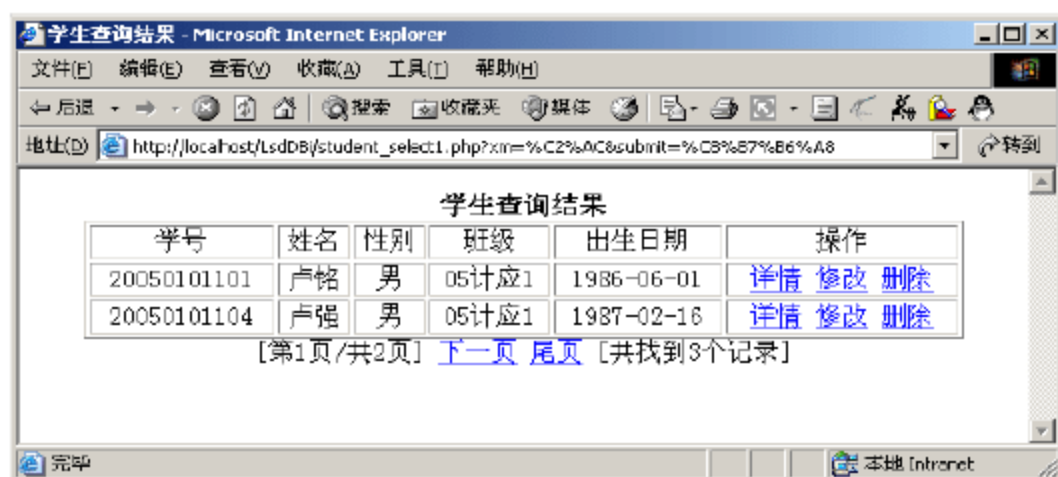 学生查询结果 - Microsoft Internet Explorer
文件(F) 编辑(E) 查看(V) 收藏(A) 工具(T) 帮助(H)
后退 搜索 收藏夹 媒体
地址(D) http://localhost/LsdDB/student_select1.php?xm=%C2%AC&submit=%C8%B7%B6%A8 转到
学生查询结果
学号 姓名 性别 班级 出生日期 操作
20050101101 卢铭 男 05计应1 1986-06-01 详情 修改 删除
20050101104 卢强 男 05计应1 1987-02-16 详情 修改 删除
[第1页/共2页] 下一页 尾页 [共找到3个记录]
完毕 本地 Intranet